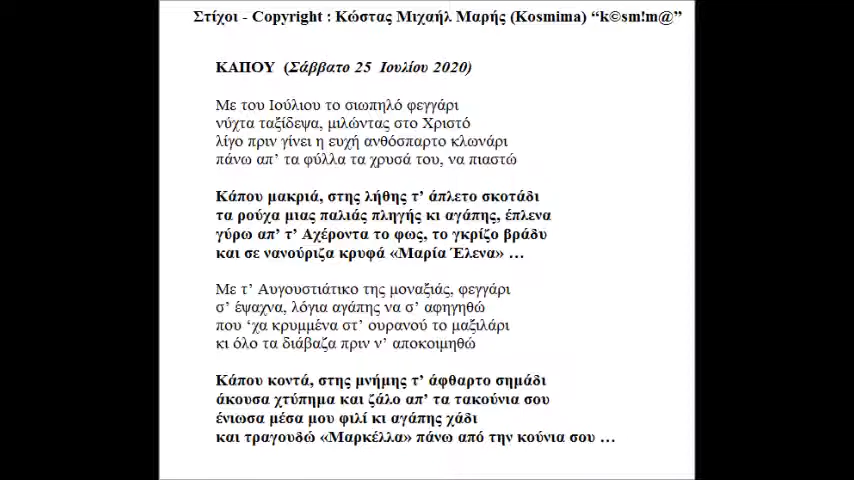 Στίχοι - Copyright : Κώστας Μιχαήλ Μαρής (Kosmima) “k©sm!m@”
ΚΑΠΟΥ (Σάββατο 25 Ιουλίου 2020)
Με του Ιούλιου το σιωπηλό φεγγάρι
νύχτα ταξίδεψα, μιλώντας στο Χριστό
λίγο πριν γίνει η ευχή ανθόσπαρτο κλωνάρι
πάνω απ’ τα φύλλα τα χρυσά του, να πιαστώ
Κάπου μακριά, στης λήθης τ’ άπλετο σκοτάδι
τα ρούχα μιας παλιάς πληγής κι αγάπης, έπλενα
γύρω απ’ τ’ Αχέροντα το φως, το γκρίζο βράδυ
και σε νανούριζα κρυφά «Μαρία Έλενα» …
Με τ’ Αυγουστιάτικο της μοναξιάς, φεγγάρι
σ’ έψαχνα, λόγια αγάπης να σ’ αφηγηθώ
που ‘χα κρυμμένα στ’ ουρανού το μαξιλάρι
κι όλο τα διάβαζα πριν ν’ αποκοιμηθώ
Κάπου κοντά, στης μνήμης τ’ άφθαρτο σημάδι
άκουσα χτύπημα και ζάλο απ’ τα τακούνια σου
ένιωσα μέσα μου φιλί κι αγάπης χάδι
και τραγουδώ «Μαρκέλλα» πάνω από την κούνια σου …